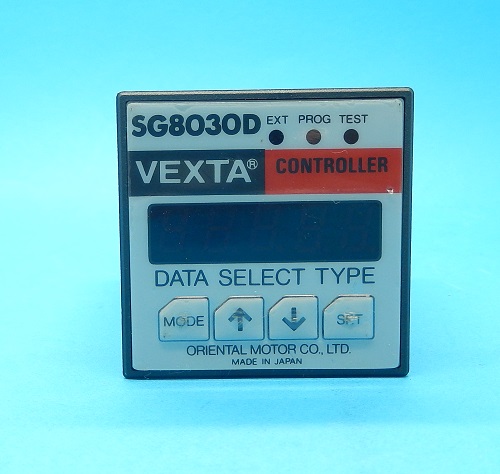 SG8030D EXT PROG TEST
VEXTA® CONTROLLER
DATA SELECT TYPE
MODE ↑ ↓ SET
ORIENTAL MOTOR CO., LTD.
MADE IN JAPAN